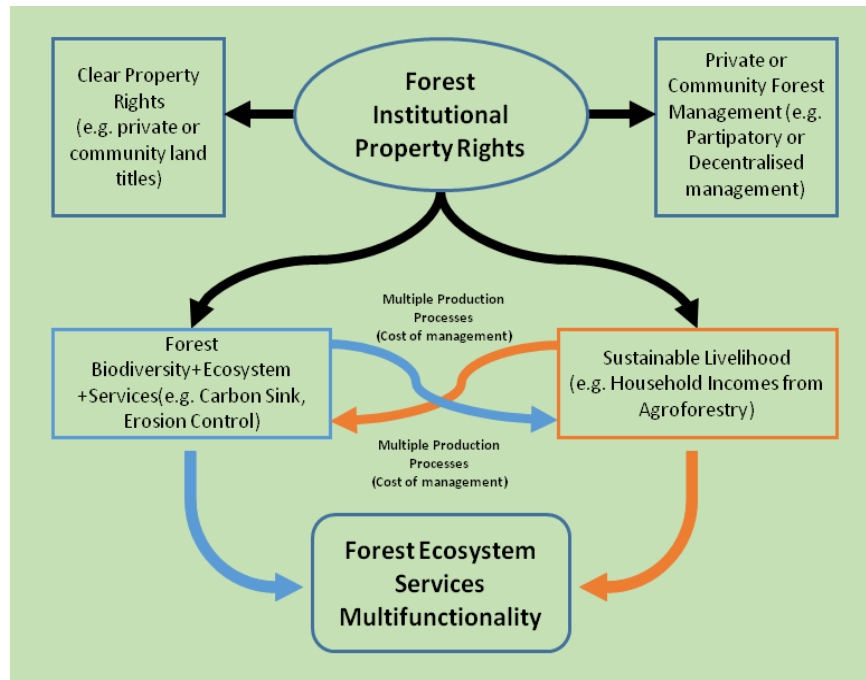 Clear Property
Rights
(e.g. private or
community land
titles)
Forest
Institutional
Property Rights
Private or
Community Forest
Management (e.g.
Partipatory or
Decentralised
management)
Multiple Production
Processes
(Cost of management)
Forest
Biodiversity+Ecosystem
+Services(e.g. Carbon Sink,
Erosion Control)
Sustainable Livelihood
(e.g. Household Incomes from
Agroforestry)
Multiple Production
Processes
(Cost of management)
Forest Ecosystem
Services
Multifunctionality